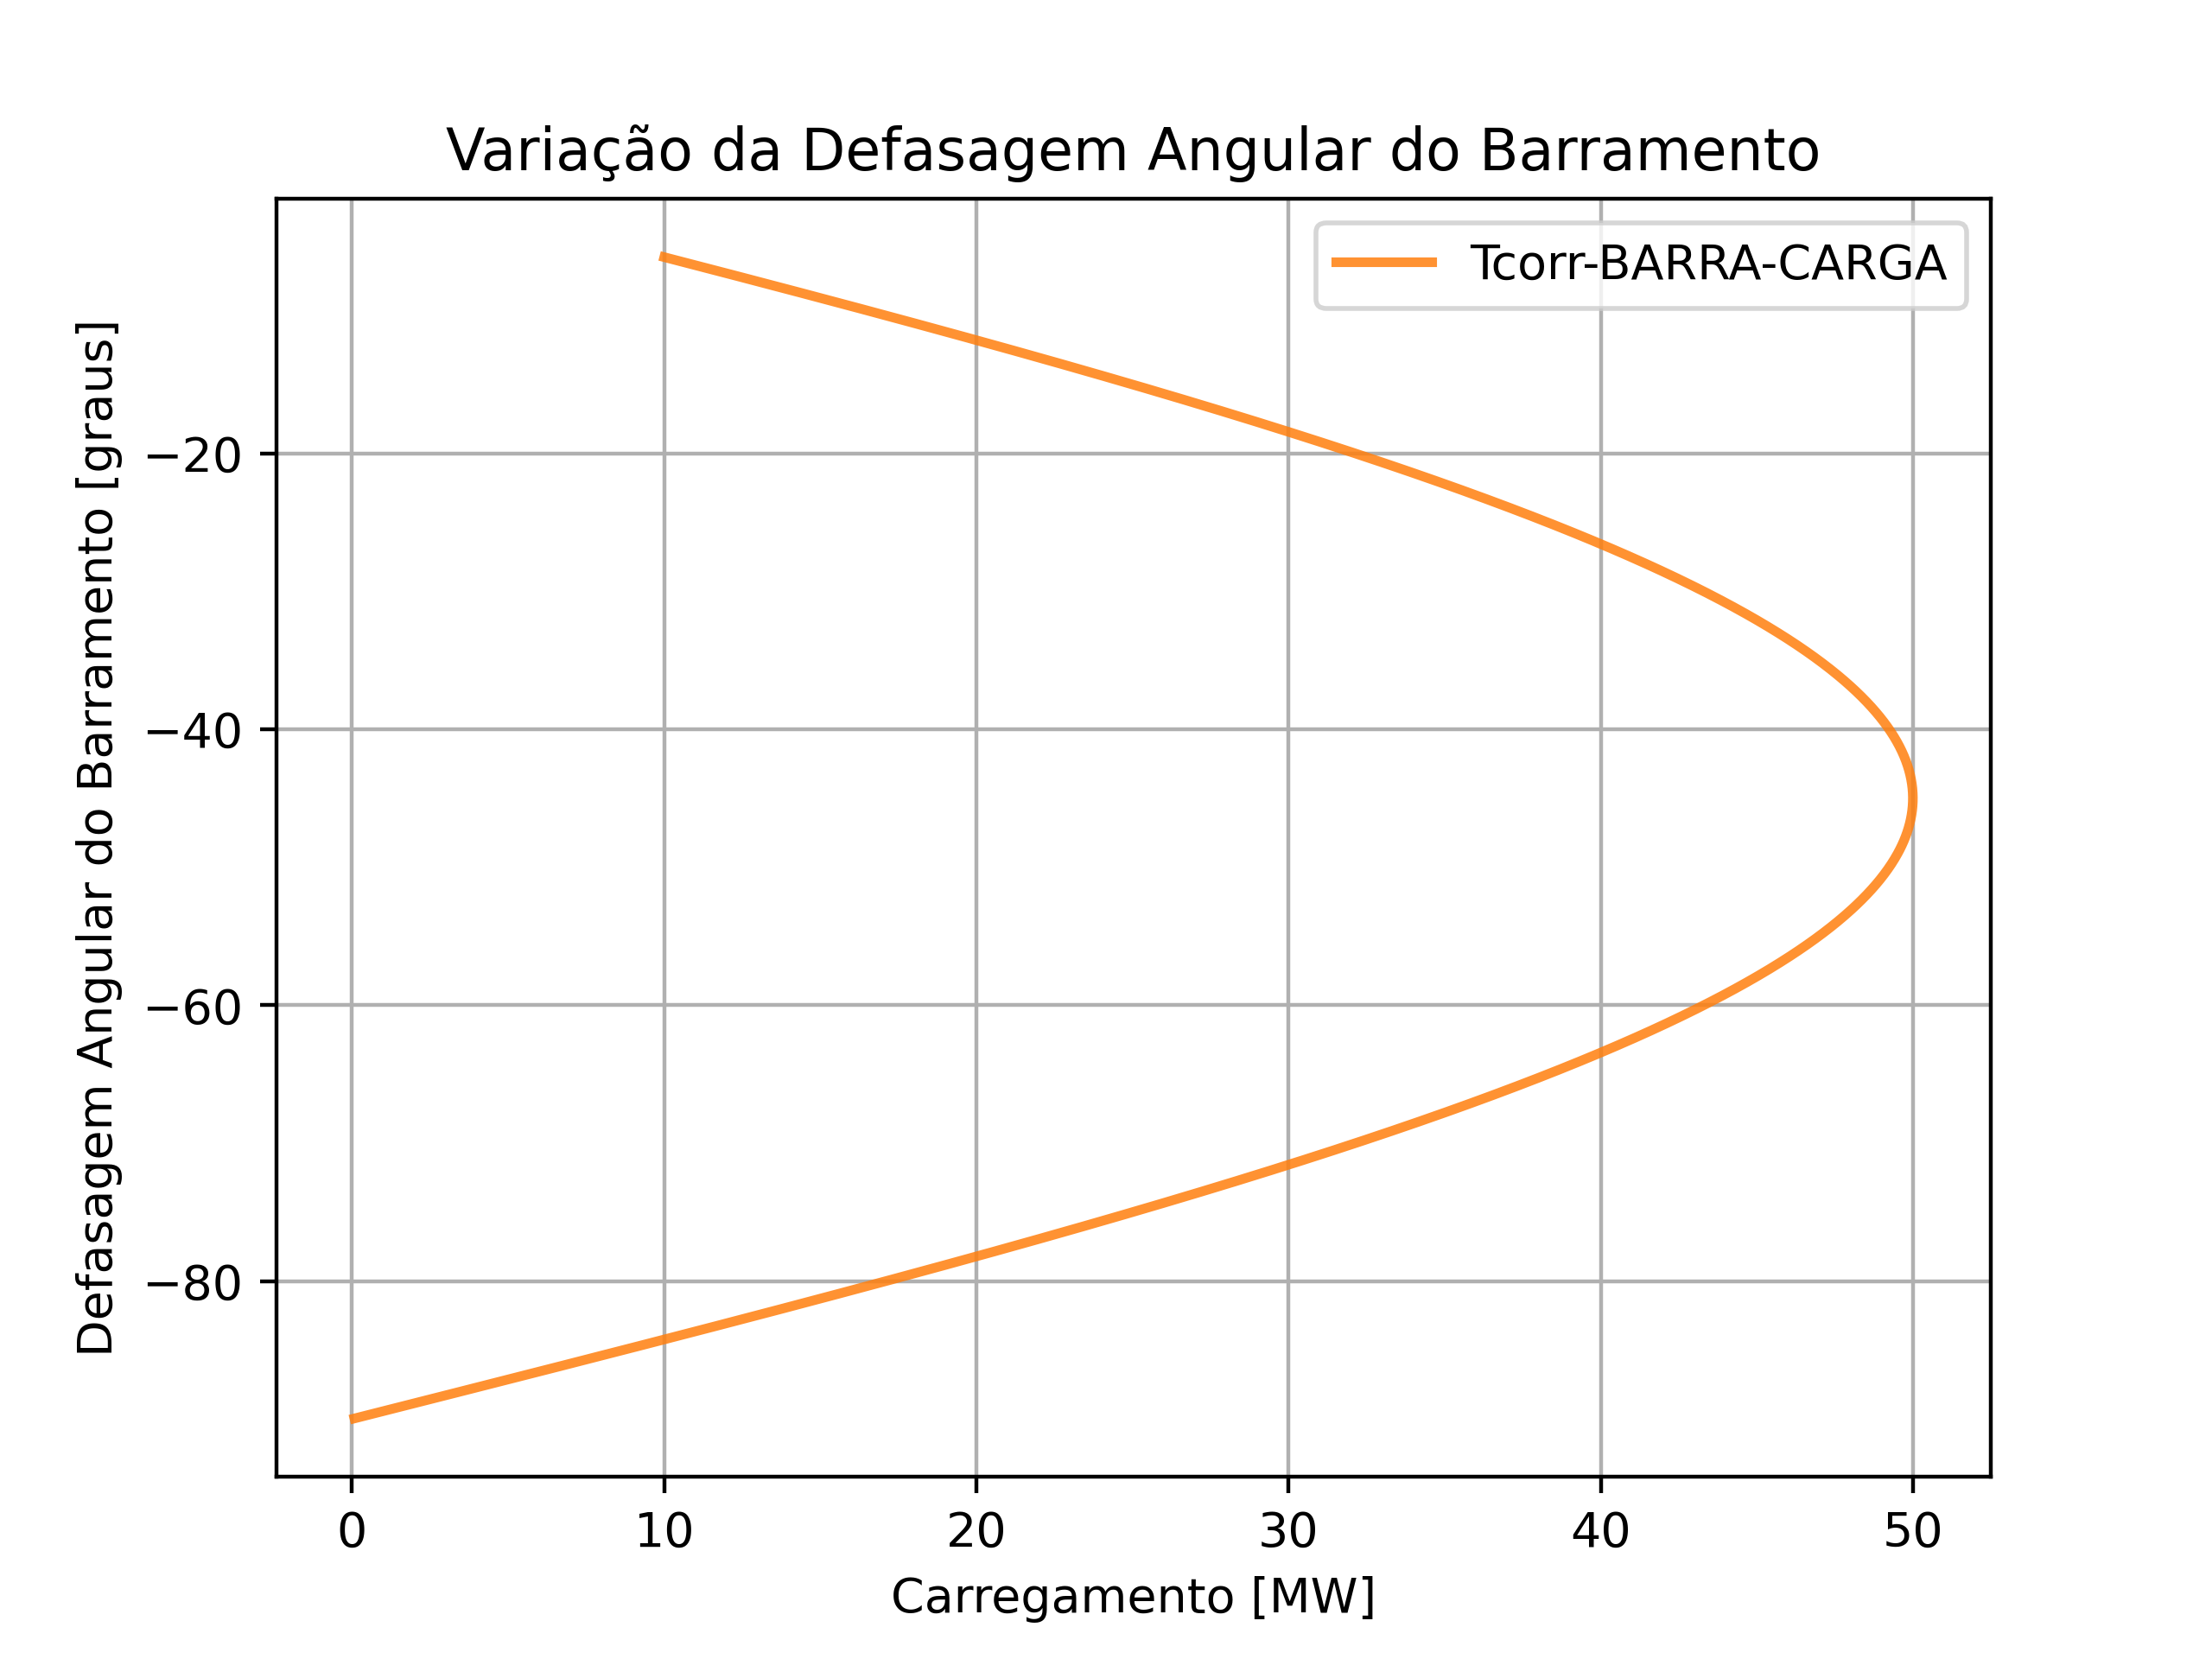 Variação da Defasagem Angular do Barramento
Tcorr-BARRA-CARGA
Defasagem Angular do Barramento [graus]
−20
−40
−60
−80
0 10 20 30 40 50
Carregamento [MW]